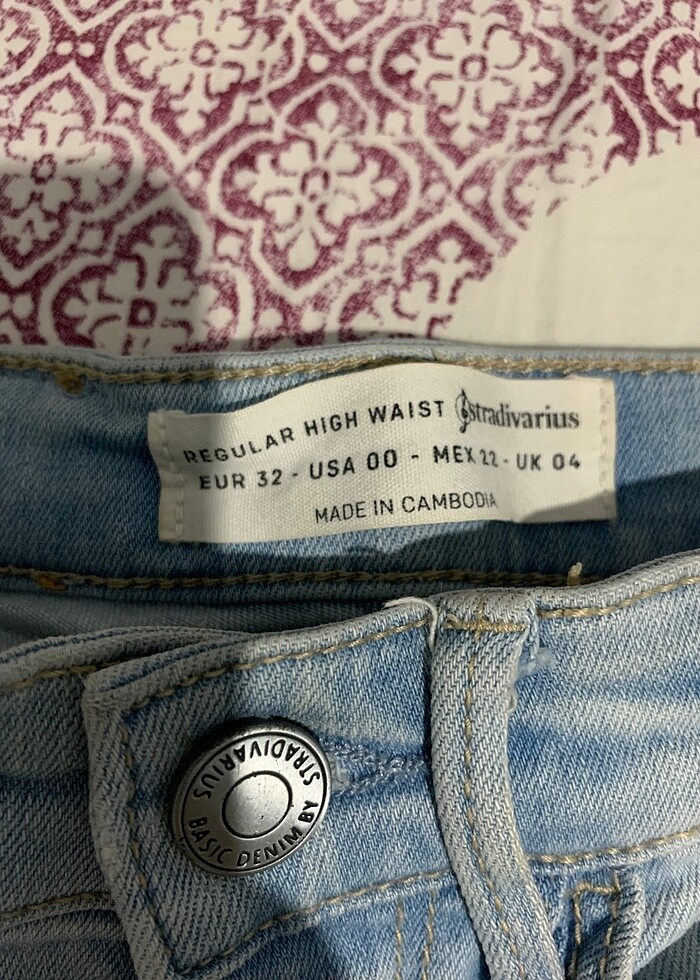 REGULAR HIGH WAIST stradivarius
EUR 32 - USA 00 - MEX 22 - UK 04
MADE IN CAMBODIA
BASIC DENIM BY STRADIVARIUS